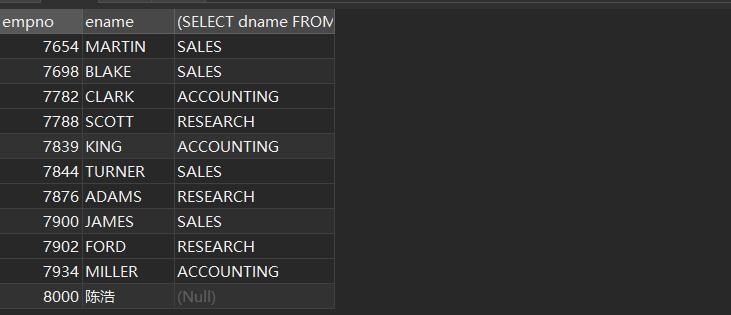 empno ename (SELECT dname FROM
7654 MARTIN SALES
7698 BLAKE SALES
7782 CLARK ACCOUNTING
7788 SCOTT RESEARCH
7839 KING ACCOUNTING
7844 TURNER SALES
7876 ADAMS RESEARCH
7900 JAMES SALES
7902 FORD RESEARCH
7934 MILLER ACCOUNTING
8000 陈浩 (Null)